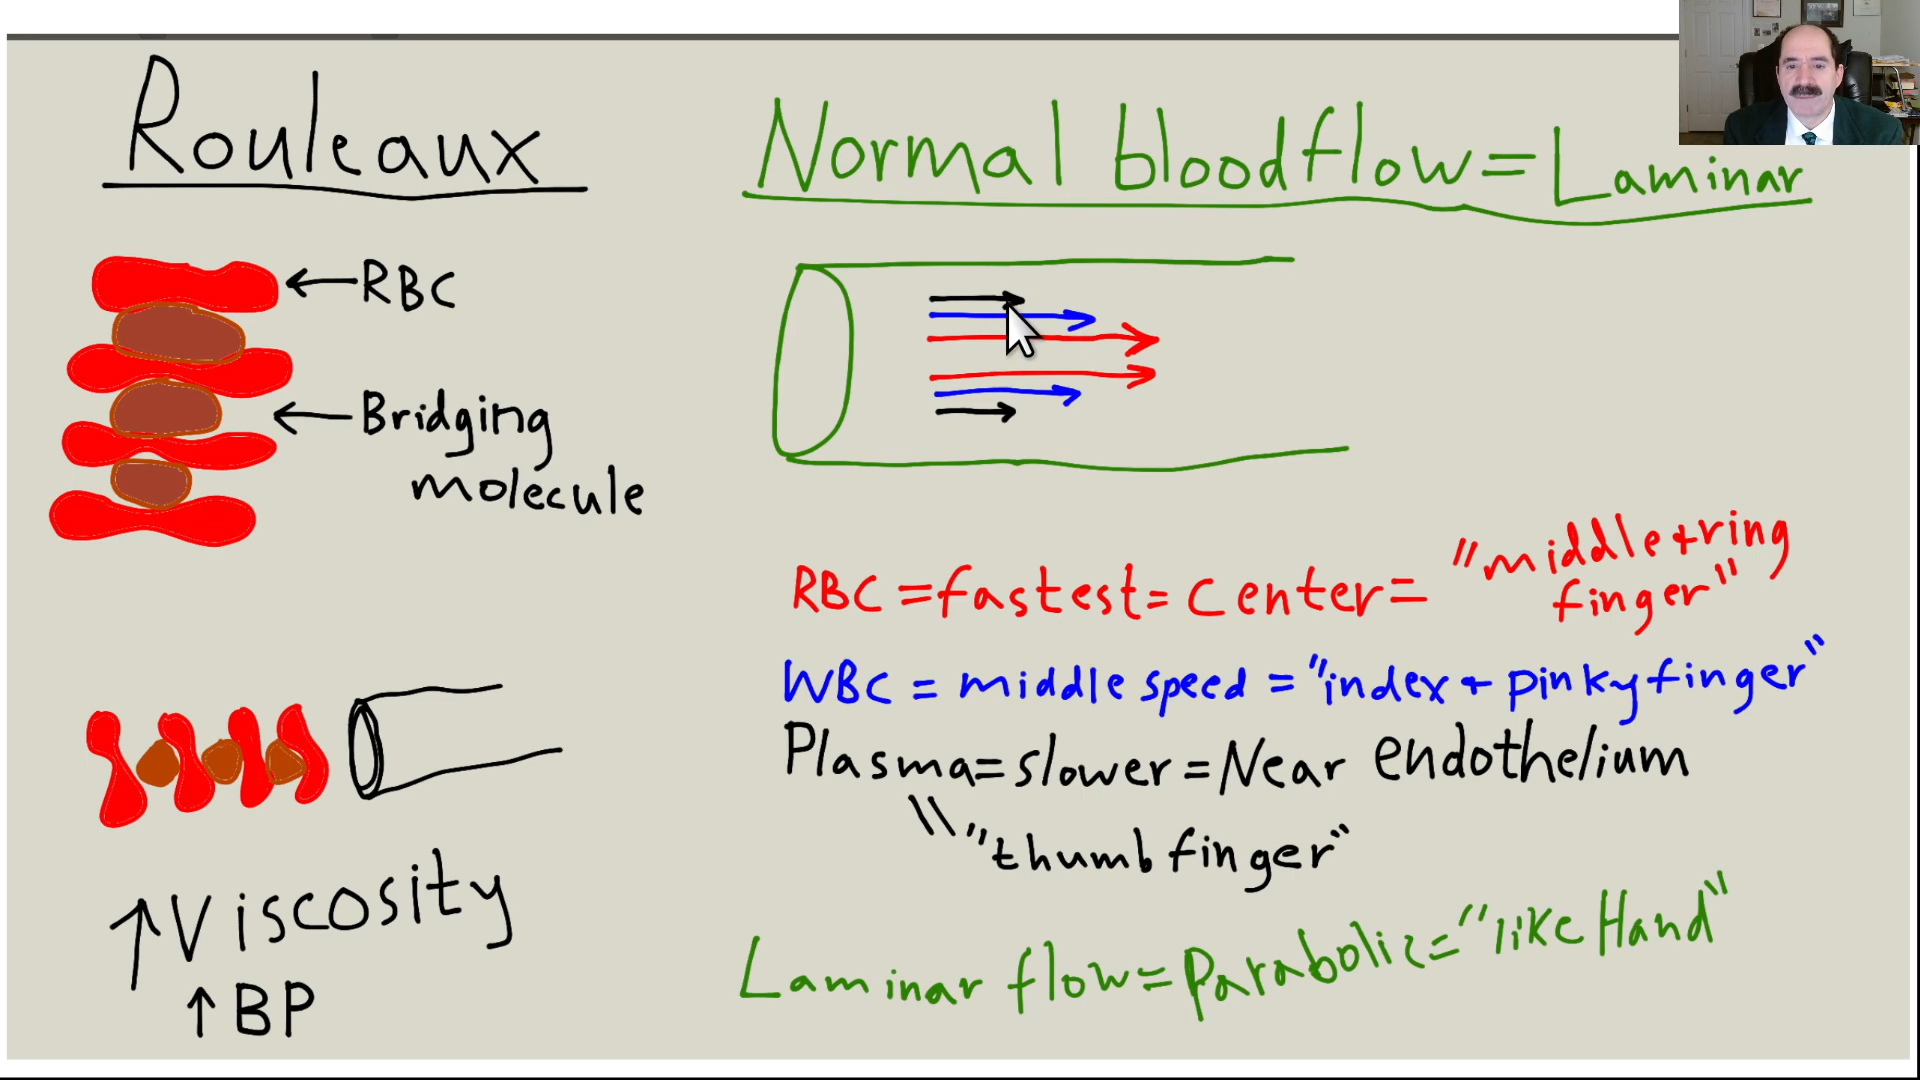 Rouleaux
←RBC
←Bridging
molecule
↑Viscosity
↑BP
Normal bloodflow=Laminar
RBC=fastest=center="middle+ring
finger"
WBC = middle speed = "index + pinky finger"
Plasma=slower=Near endothelium
\\ "thumb finger"
Laminar flow=Parabolic="like Hand"